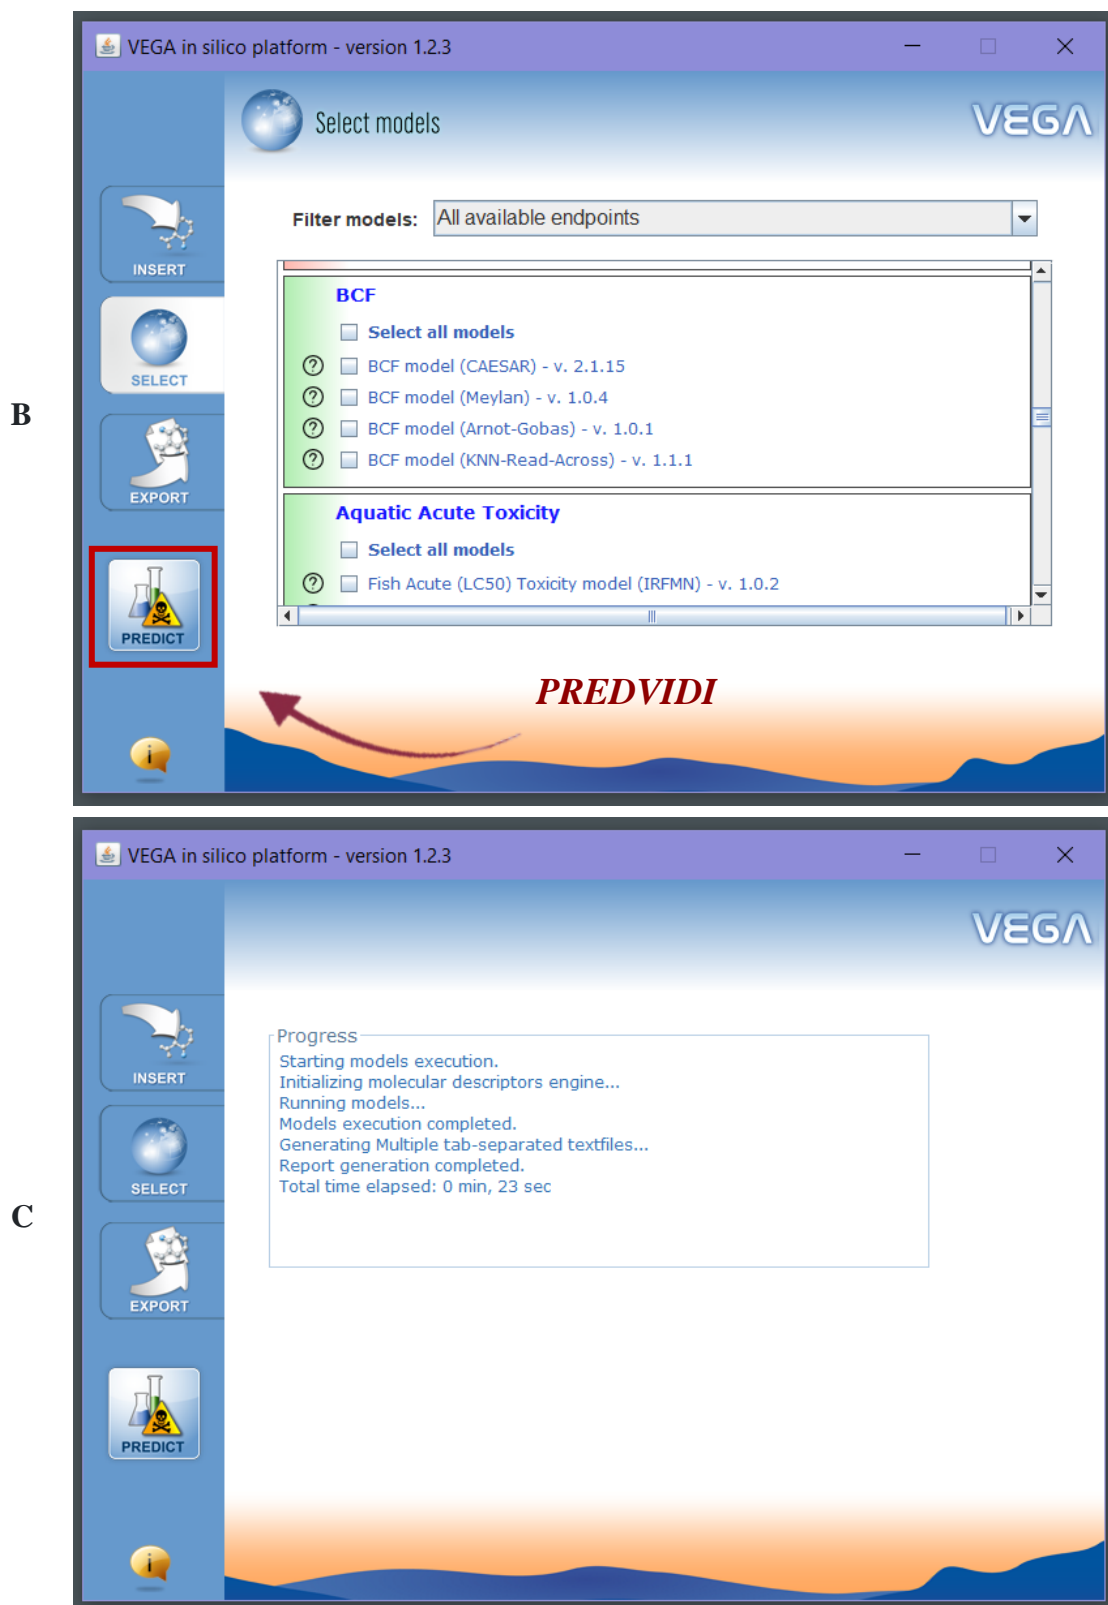 VEGA in silico platform - version 1.2.3
Select models
VEGA
INSERT
SELECT
EXPORT
PREDICT
Filter models: All available endpoints
BCF
Select all models
? BCF model (CAESAR) - v. 2.1.15
? BCF model (Meylan) - v. 1.0.4
? BCF model (Arnot-Gobas) - v. 1.0.1
? BCF model (KNN-Read-Across) - v. 1.1.1
Aquatic Acute Toxicity
Select all models
? Fish Acute (LC50) Toxicity model (IRFMN) - v. 1.0.2
PREDVIDI
i
B
VEGA in silico platform - version 1.2.3
VEGA
INSERT
SELECT
EXPORT
PREDICT
Progress
Starting models execution.
Initializing molecular descriptors engine...
Running models...
Models execution completed.
Generating Multiple tab-separated textfiles...
Report generation completed.
Total time elapsed: 0 min, 23 sec
i
C